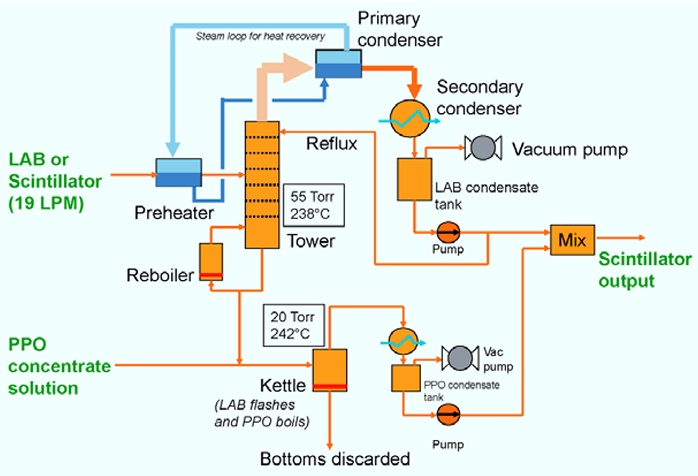 Primary
condenser
Steam loop for heat recovery
Secondary
condenser
Reflux
Vacuum pump
LAB or
Scintillator
(19 LPM)
Preheater
55 Torr
238°C
LAB condensate
tank
Tower
Pump
Mix
Reboiler
Scintillator
output
20 Torr
242°C
PPO
concentrate
solution
Vac
pump
Kettle
PPO condensate
tank
(LAB flashes
and PPO boils)
Pump
Bottoms discarded